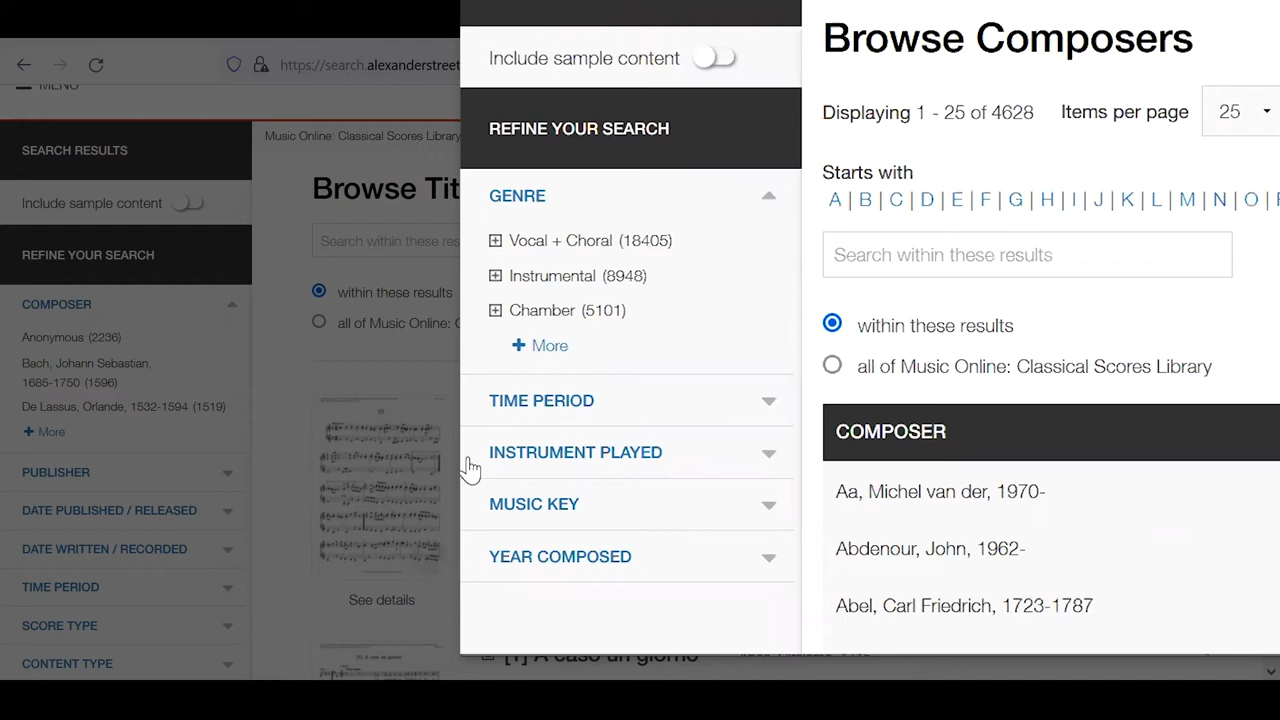 https://search.alexanderstreet
MENU
Music Online: Classical Scores Library
SEARCH RESULTS
Browse Tit
Include sample content
Search within these res
REFINE YOUR SEARCH
within these results
COMPOSER
all of Music Online: C
Anonymous (2236)
Bach, Johann Sebastian,
1685-1750 (1596)
De Lassus, Orlande, 1532-1594 (1519)
+ More
PUBLISHER
DATE PUBLISHED / RELEASED
DATE WRITTEN / RECORDED
TIME PERIOD
See details
SCORE TYPE
CONTENT TYPE
[1] A caso un giorno
Include sample content
REFINE YOUR SEARCH
GENRE
Vocal + Choral (18405)
Instrumental (8948)
Chamber (5101)
+ More
TIME PERIOD
INSTRUMENT PLAYED
MUSIC KEY
YEAR COMPOSED
Browse Composers
Displaying 1 - 25 of 4628 Items per page 25
Starts with
A | B | C | D | E | F | G | H | I | J | K | L | M | N | O |
Search within these results
within these results
all of Music Online: Classical Scores Library
COMPOSER
Aa, Michel van der, 1970-
Abdenour, John, 1962-
Abel, Carl Friedrich, 1723-1787